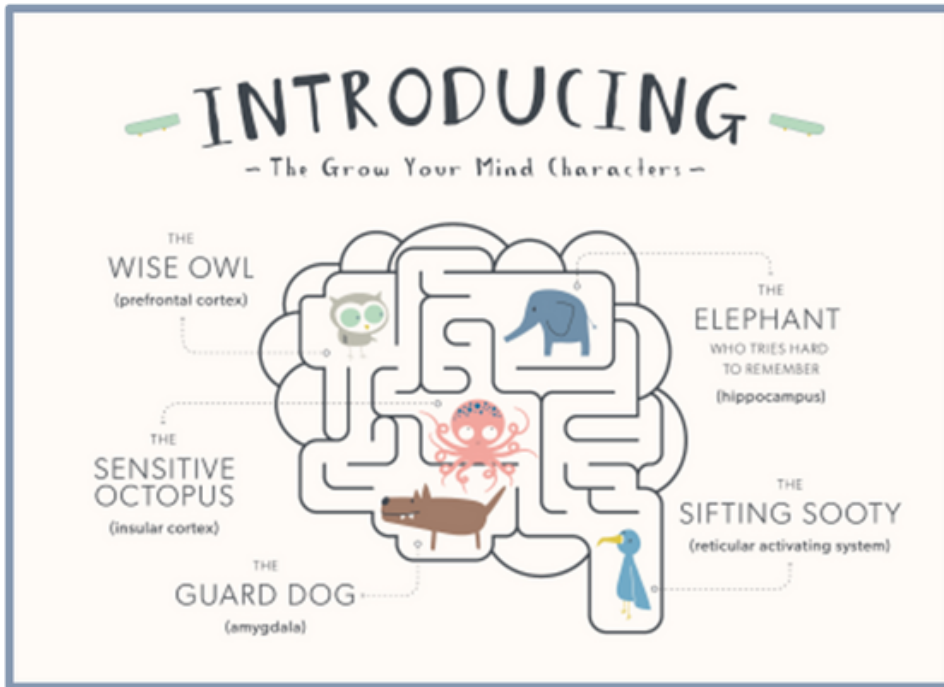 INTRODUCING
- The Grow Your Mind Characters -
THE
WISE OWL
(prefrontal cortex)
THE
ELEPHANT
WHO TRIES HARD
TO REMEMBER
(hippocampus)
THE
SENSITIVE
OCTOPUS
(insular cortex)
THE
SIFTING SOOTY
(reticular activating system)
THE
GUARD DOG
(amygdala)